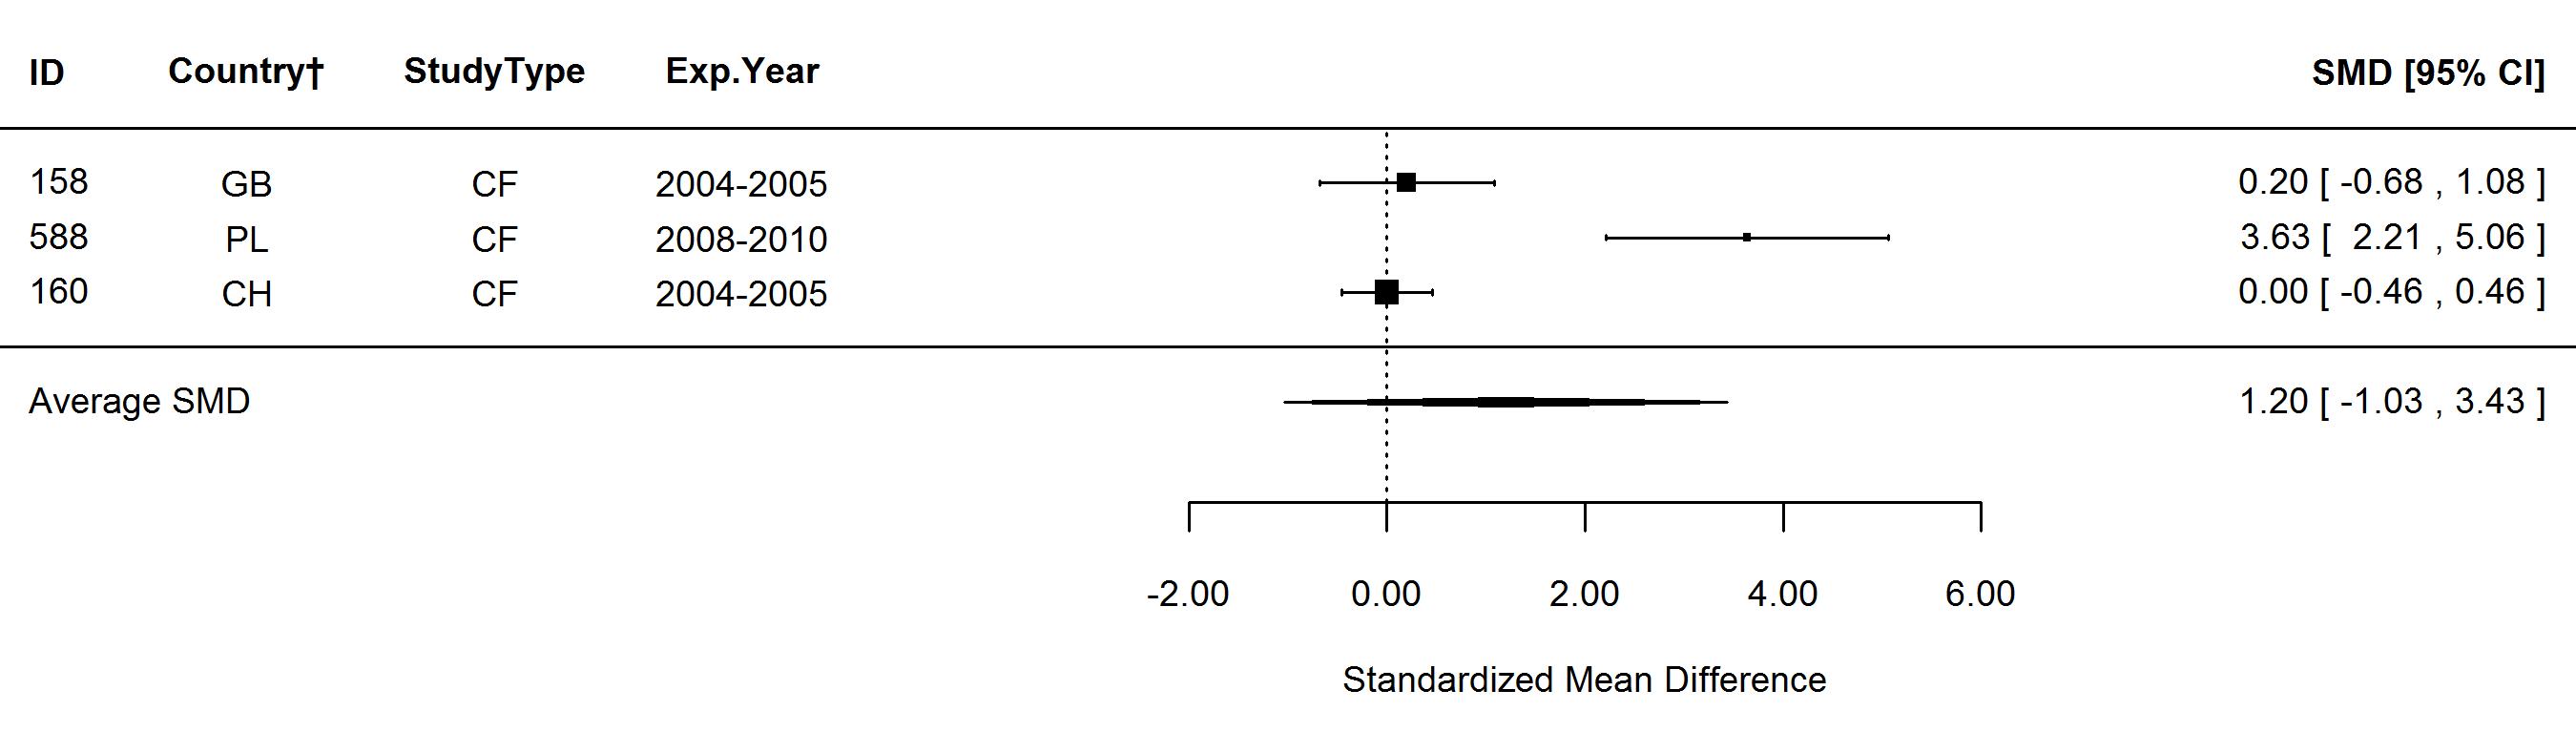 ID Country† StudyType Exp.Year SMD [95% CI]
158 GB CF 2004-2005 0.20 [ -0.68 , 1.08 ]
588 PL CF 2008-2010 3.63 [ 2.21 , 5.06 ]
160 CH CF 2004-2005 0.00 [ -0.46 , 0.46 ]
Average SMD 1.20 [ -1.03 , 3.43 ]
-2.00 0.00 2.00 4.00 6.00
Standardized Mean Difference